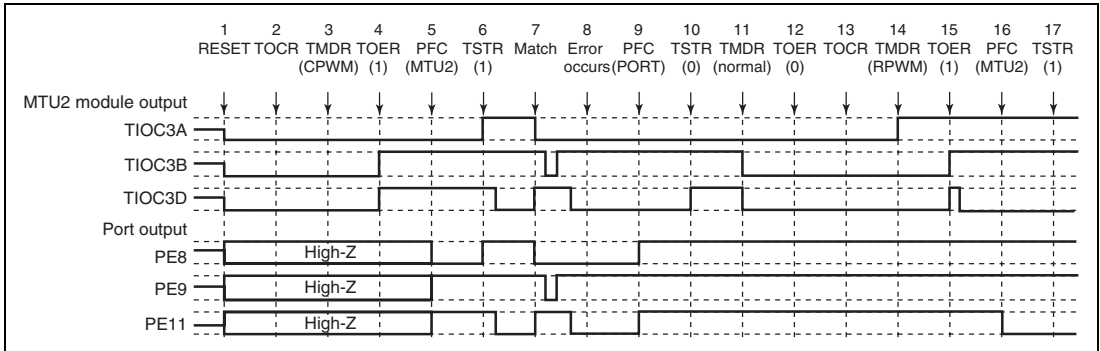 1 2 3 4 5 6 7 8 9 10 11 12 13 14 15 16 17
RESET TOCR TMDR TOER PFC TSTR Match Error PFC TSTR TMDR TOER TOCR TMDR TOER PFC TSTR
(CPWM) (1) (MTU2) (1) occurs (PORT) (0) (normal) (0) (RPWM) (1) (MTU2) (1)
MTU2 module output
TIOC3A
TIOC3B
TIOC3D
Port output
PE8 High-Z
PE9 High-Z
PE11 High-Z